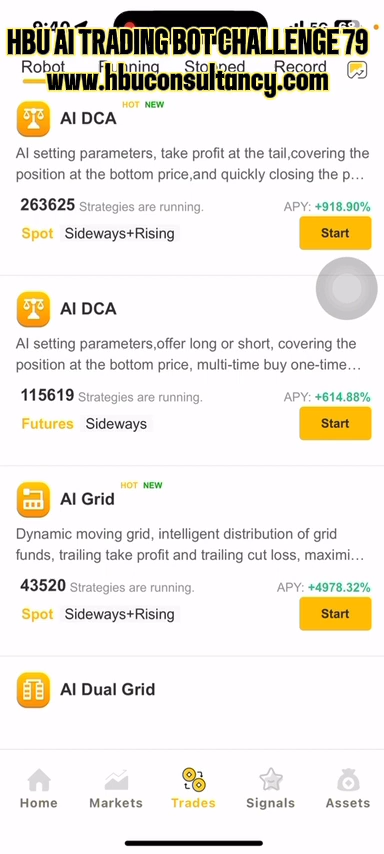 HBU AI TRADING BOT CHALLENGE 79
Robot Running Stopped Record
www.hbuconsultancy.com
HOT NEW
AI DCA
AI setting parameters, take profit at the tail,covering the
position at the bottom price,and quickly closing the p...
263625 Strategies are running. APY: +918.90%
Spot Sideways+Rising Start
AI DCA
AI setting parameters,offer long or short, covering the
position at the bottom price, multi-time buy one-time...
115619 Strategies are running. APY: +614.88%
Futures Sideways Start
HOT NEW
AI Grid
Dynamic moving grid, intelligent distribution of grid
funds, trailing take profit and trailing cut loss, maximi...
43520 Strategies are running. APY: +4978.32%
Spot Sideways+Rising Start
AI Dual Grid
Home Markets Trades Signals Assets